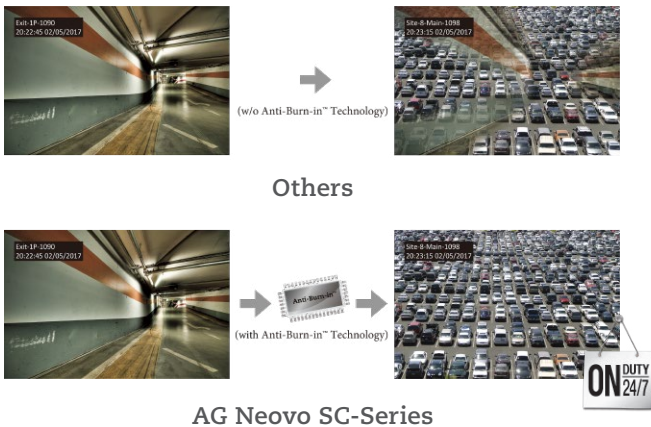 Exit-1P-1090
20:22:45 02/05/2017
Site-8-Main-1098
20:23:15 02/05/2017
(w/o Anti-Burn-in™ Technology)
Others
Exit-1P-1090
20:22:45 02/05/2017
Anti-Burn-in™
Site-8-Main-1098
20:23:15 02/05/2017
(with Anti-Burn-in™ Technology)
ON DUTY 24/7
AG Neovo SC-Series